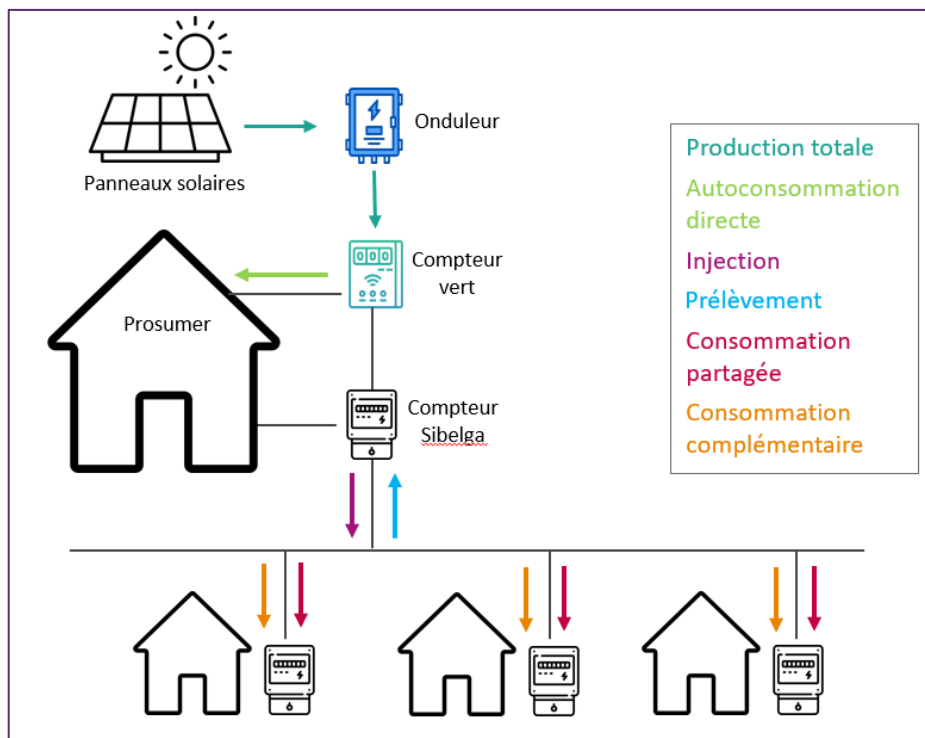 Panneaux solaires
Onduleur
Compteur
vert
Prosumer
Compteur
Sibelga
Production totale
Autoconsommation
directe
Injection
Prélèvement
Consommation
partagée
Consommation
complémentaire